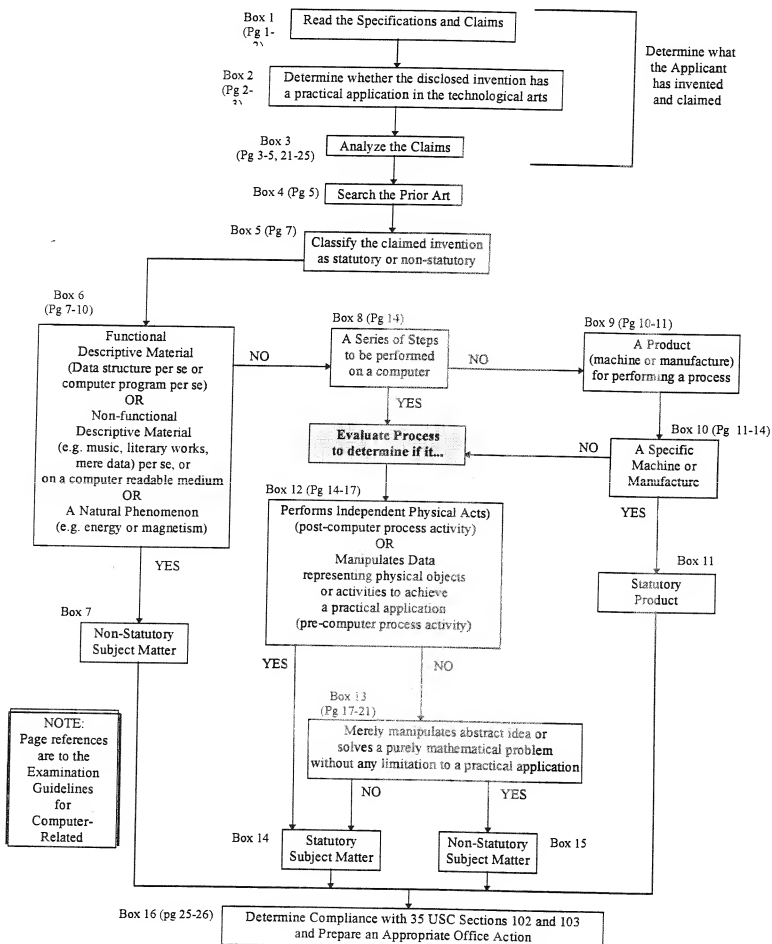 Box 1
(Pg 1-
Read the Specifications and Claims
Determine what
the Applicant
has invented
and claimed
Box 2
(Pg 2-
Determine whether the disclosed invention has
a practical application in the technological arts
Box 3
(Pg 3-5, 21-25)
Analyze the Claims
Box 4 (Pg 5)
Search the Prior Art
Box 5 (Pg 7)
Classify the claimed invention
as statutory or non-statutory
Box 6
(Pg 7-10)
Functional
Descriptive Material
(Data structure per se or
computer program per se)
OR
Non-functional
Descriptive Material
(e.g. music, literary works,
mere data) per se, or
on a computer readable medium
OR
A Natural Phenomenon
(e.g. energy or magnetism)
NO
Box 8 (Pg 14)
A Series of Steps
to be performed
on a computer
NO
Box 9 (Pg 10-11)
A Product
(machine or manufacture)
for performing a process
YES
Evaluate Process
to determine if it...
NO
Box 10 (Pg 11-14)
A Specific
Machine or
Manufacture
YES
Box 11
Statutory
Product
Box 12 (Pg 14-17)
Performs Independent Physical Acts)
(post-computer process activity)
OR
Manipulates Data
representing physical objects
or activities to achieve
a practical application
(pre-computer process activity)
YES
Box 7
Non-Statutory
Subject Matter
YES
NO
Box 13
(Pg 17-21)
Merely manipulates abstract idea or
solves a purely mathematical problem
without any limitation to a practical application
NOTE:
Page references
are to the
Examination
Guidelines
for
Computer-
Related
NO
YES
Box 14
Statutory
Subject Matter
Non-Statutory
Subject Matter
Box 15
Box 16 (pg 25-26)
Determine Compliance with 35 USC Sections 102 and 103
and Prepare an Appropriate Office Action